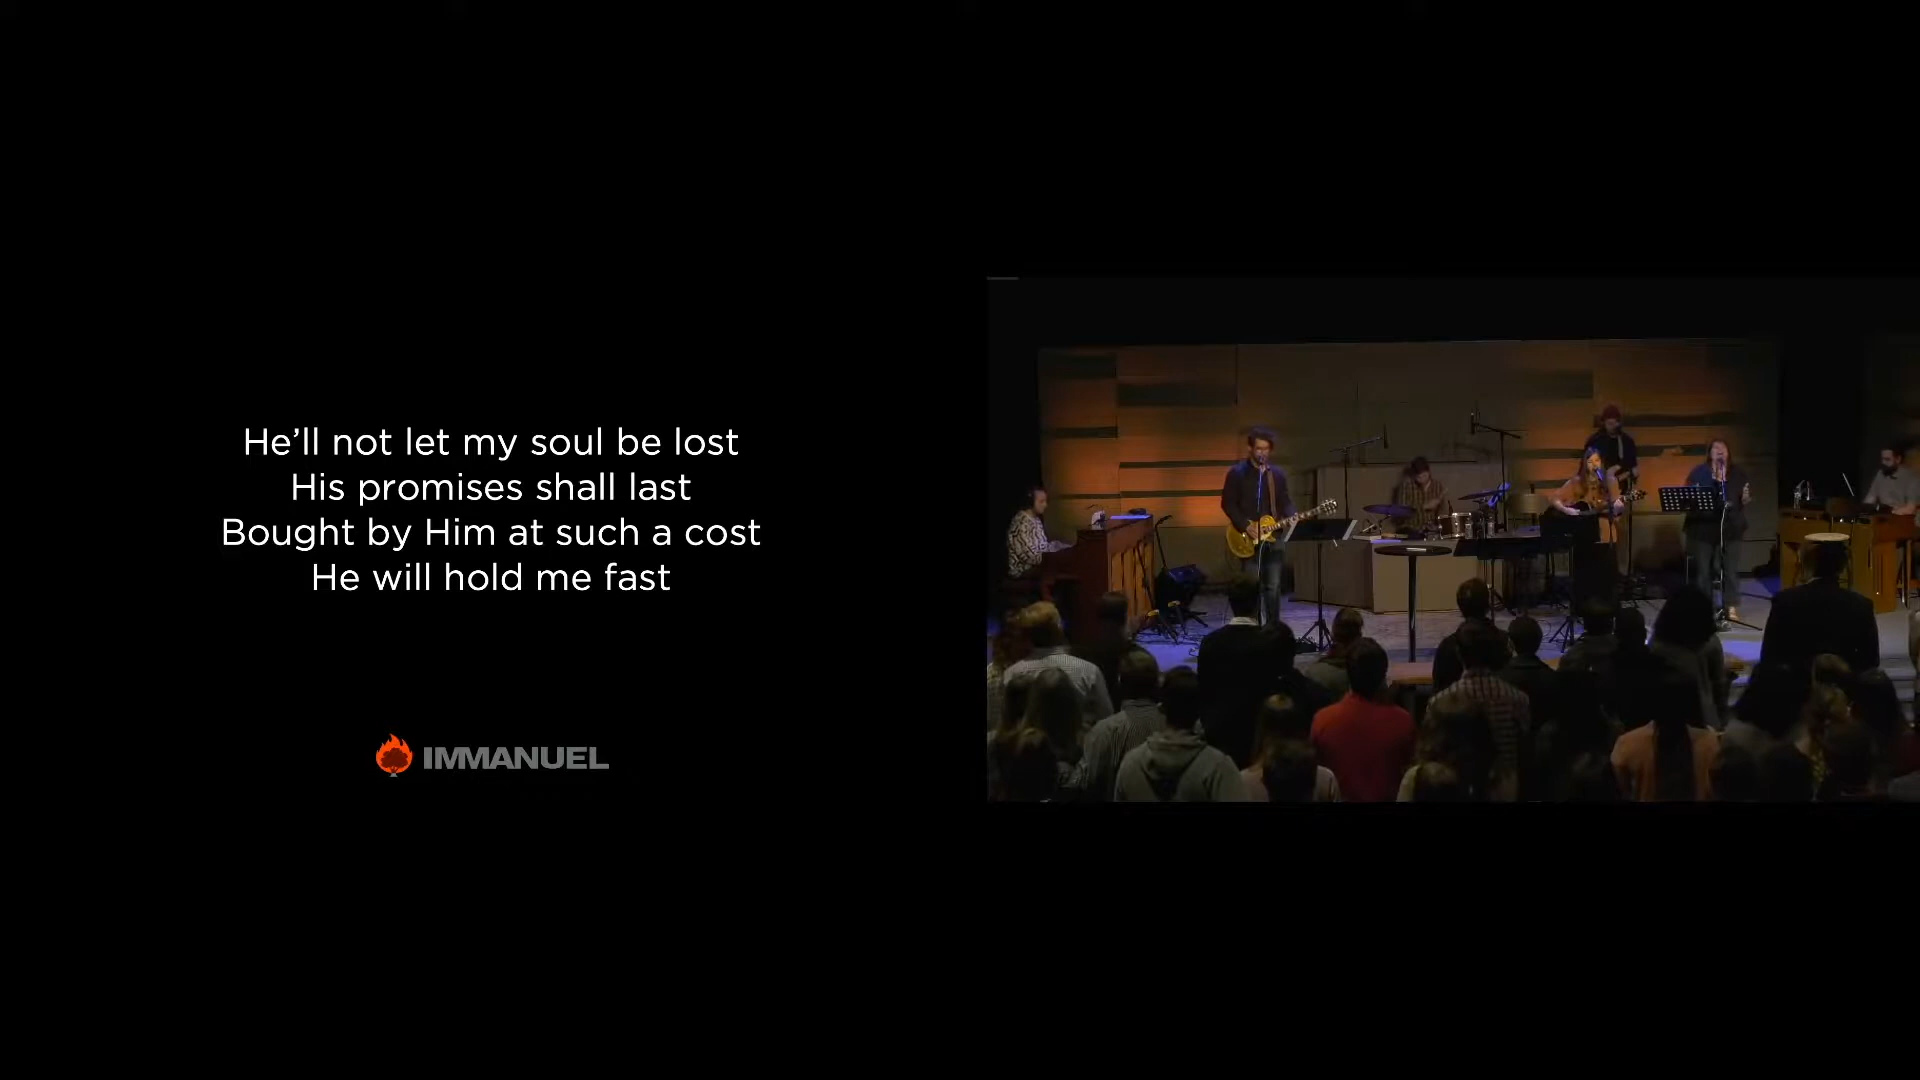 He’ll not let my soul be lost
His promises shall last
Bought by Him at such a cost
He will hold me fast
IMMANUEL